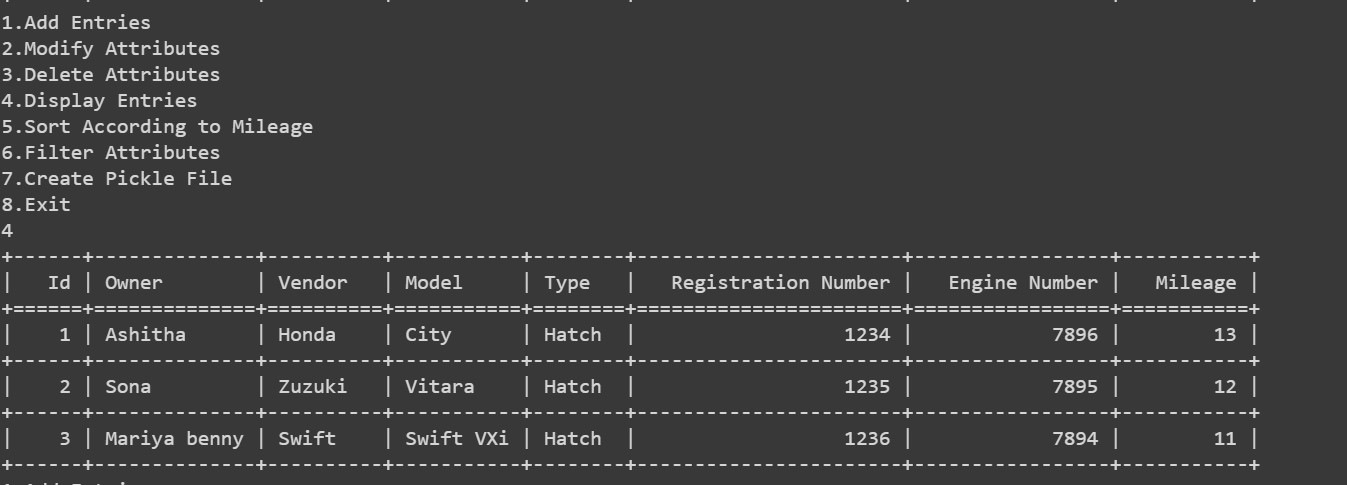 1.Add Entries
2.Modify Attributes
3.Delete Attributes
4.Display Entries
5.Sort According to Mileage
6.Filter Attributes
7.Create Pickle File
8.Exit
4
+------+--------------+----------+-----------+--------+-----------------------+-----------------+-----------+
|   Id | Owner        | Vendor   | Model     | Type   |   Registration Number |   Engine Number |   Mileage |
+======+==============+==========+===========+========+=======================+=================+===========+
|    1 | Ashitha      | Honda    | City      | Hatch  |                  1234 |            7896 |        13 |
+------+--------------+----------+-----------+--------+-----------------------+-----------------+-----------+
|    2 | Sona         | Zuzuki   | Vitara    | Hatch  |                  1235 |            7895 |        12 |
+------+--------------+----------+-----------+--------+-----------------------+-----------------+-----------+
|    3 | Mariya benny | Swift    | Swift VXi | Hatch  |                  1236 |            7894 |        11 |
+------+--------------+----------+-----------+--------+-----------------------+-----------------+-----------+